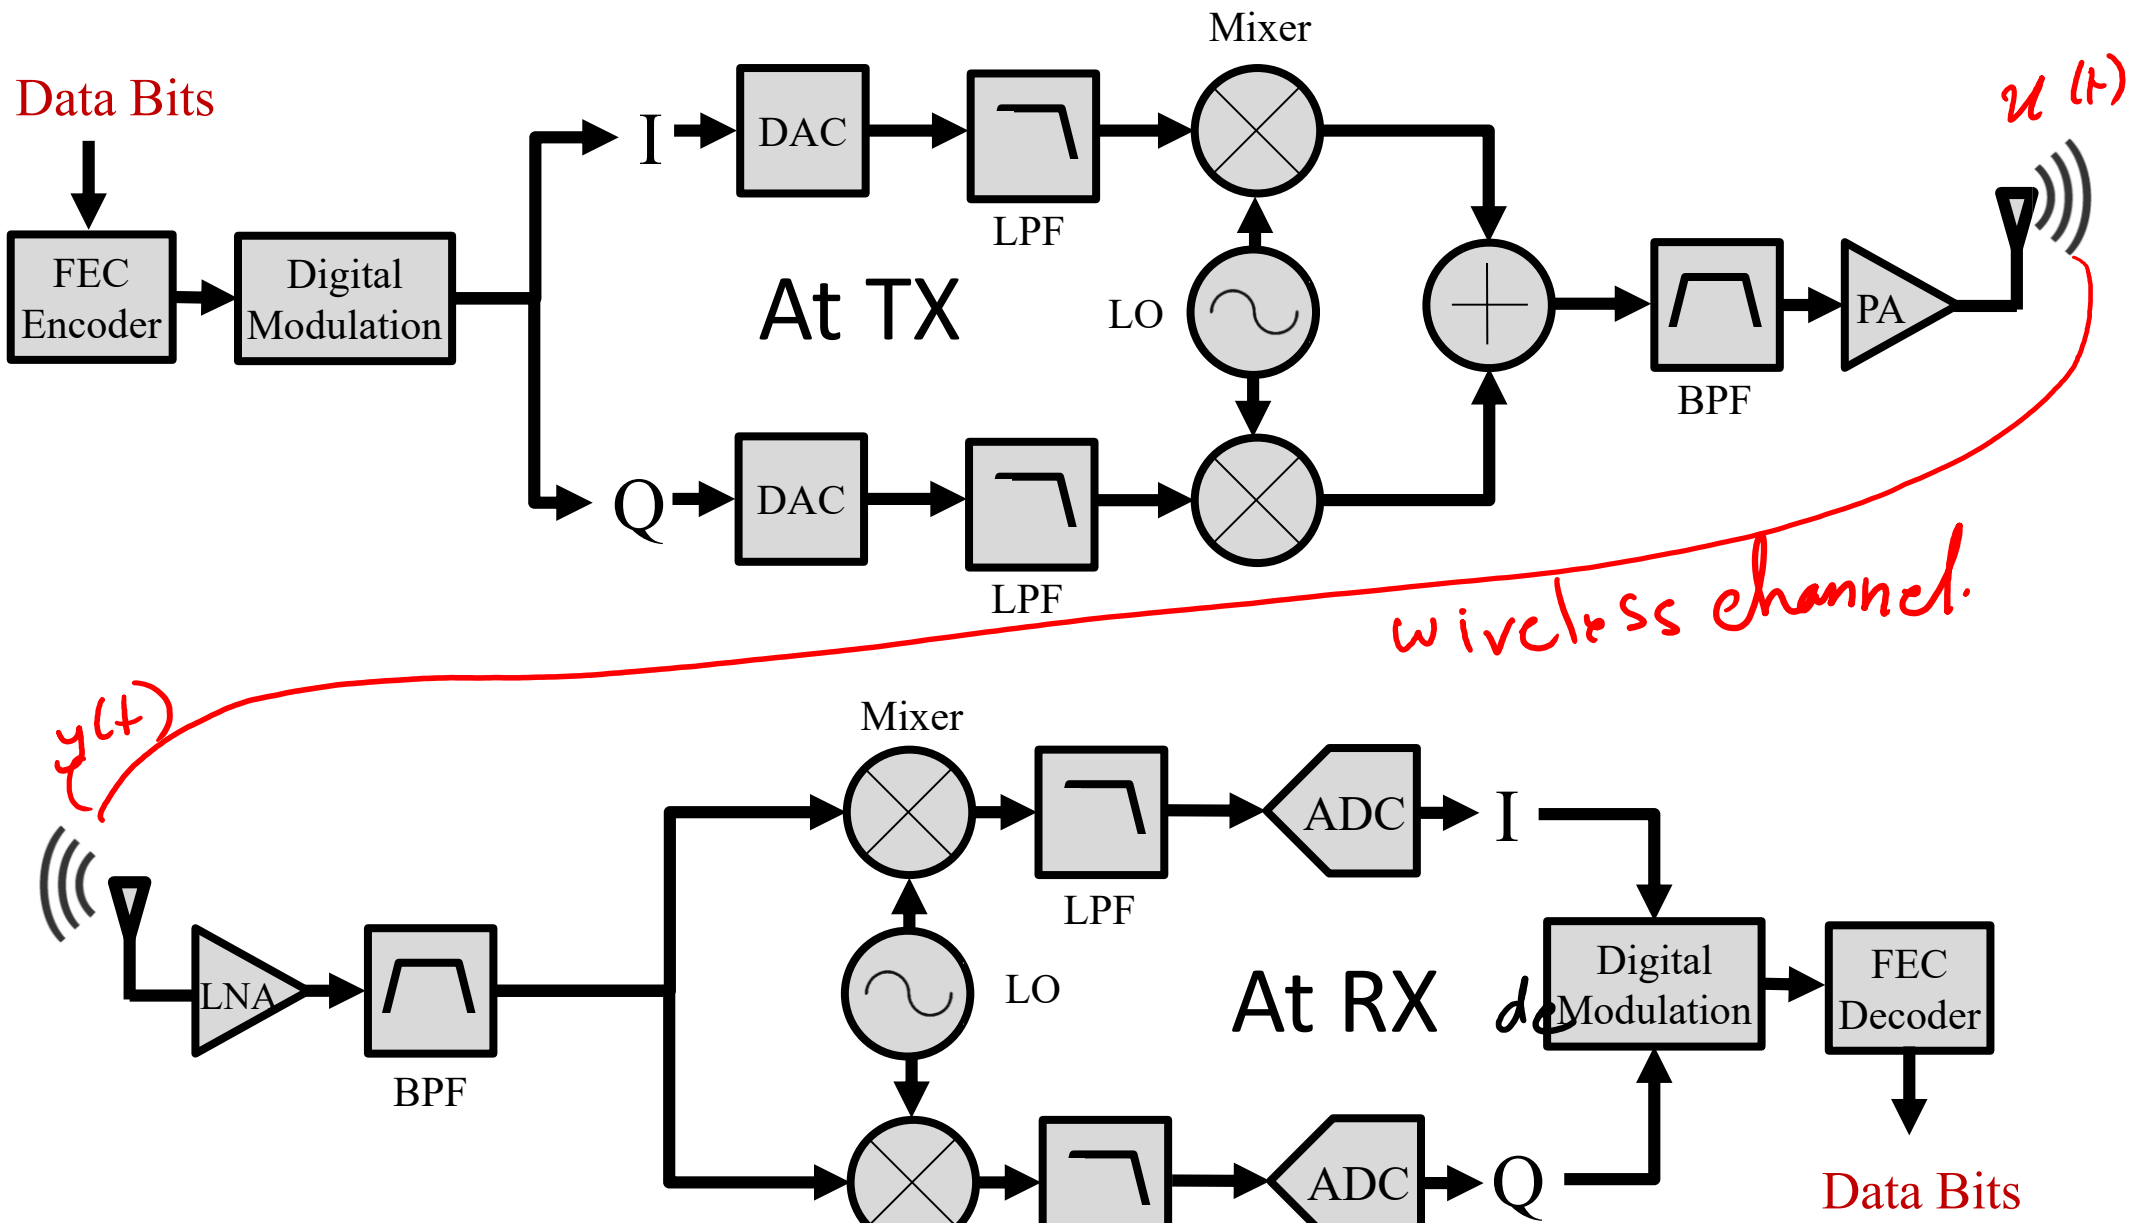 Mixer
Data Bits
x(t)
I
DAC
LPF
FEC
Encoder
Digital
Modulation
At TX
LO
PA
BPF
Q
DAC
LPF
wireless channel.
y(t)
Mixer
ADC
I
LPF
LNA
BPF
LO
At RX
de
Digital
Modulation
FEC
Decoder
ADC
Q
Data Bits